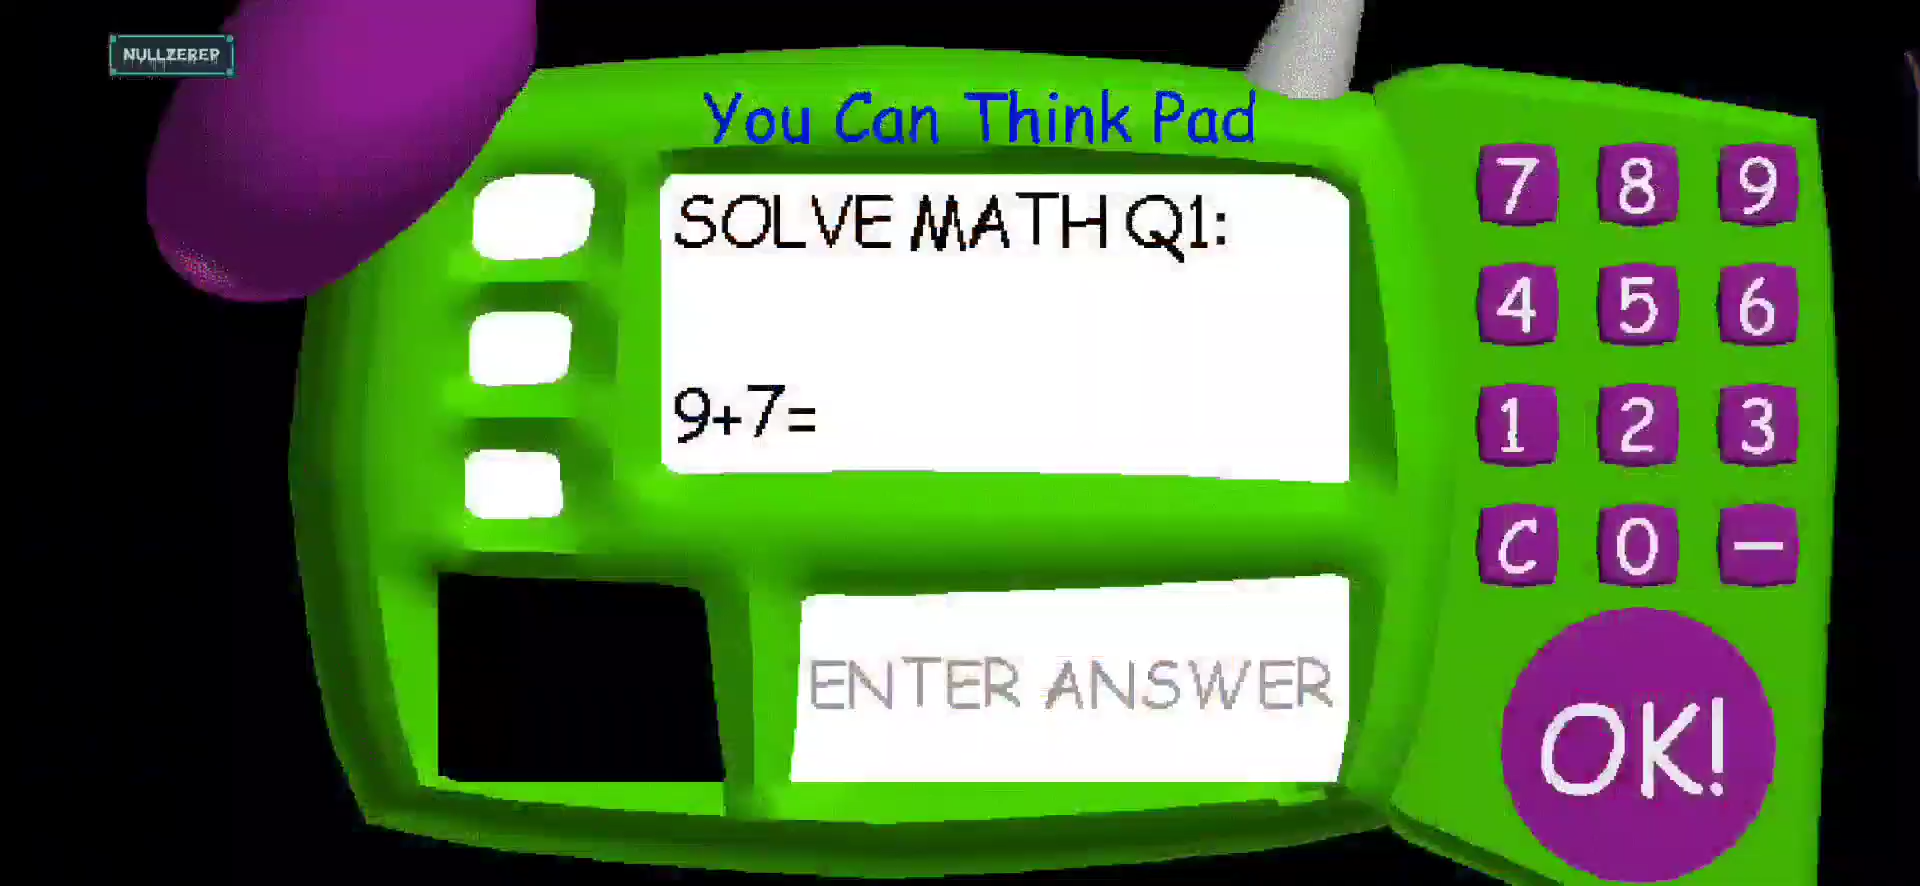 NULLZEREP
You Can Think Pad
SOLVE MATH Q1:
9+7=
7 8 9
4 5 6
1 2 3
C 0 —
ENTER ANSWER
OK!